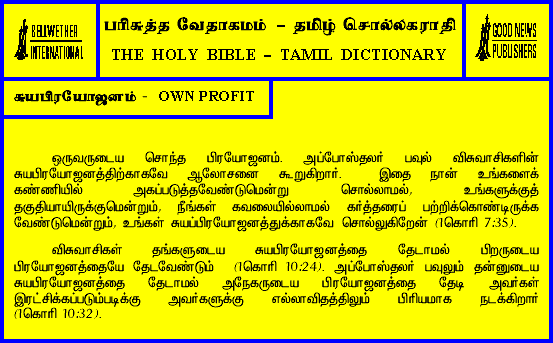 BELLWETHER
INTERNATIONAL
பரிசுத்த வேதாகமம் – தமிழ் சொல்லகராதி
THE HOLY BIBLE – TAMIL DICTIONARY
GOOD NEWS
PUBLISHERS
சுயபிரயோஜனம் - OWN PROFIT
ஒருவருடைய சொந்த பிரயோஜனம். அப்போஸ்தலர் பவுல் விசுவாசிகளின்
சுயபிரயோஜனத்திற்காகவே ஆலோசனை கூறுகிறார். இதை நான் உங்களைக்
கண்ணியில் அகப்படுத்தவேண்டுமென்று சொல்லாமல், உங்களுக்குத்
தகுதியாயிருக்குமென்றும், நீங்கள் கவலையில்லாமல் கர்த்தரைப் பற்றிக்கொண்டிருக்க
வேண்டுமென்றும், உங்கள் சுயப்பிரயோஜனத்துக்காகவே சொல்லுகிறேன் (1கொரி 7:35).
விசுவாசிகள் தங்களுடைய சுயபிரயோஜனத்தை தேடாமல் பிறருடைய
பிரயோஜனத்தையே தேடவேண்டும் (1கொரி 10:24). அப்போஸ்தலர் பவுலும் தன்னுடைய
சுயபிரயோஜனத்தை தேடாமல் அநேகருடைய பிரயோஜனத்தை தேடி அவர்கள்
இரட்சிக்கப்படும்படிக்கு அவர்களுக்கு எல்லாவிதத்திலும் பிரியமாக நடக்கிறார்
(1கொரி 10:32).